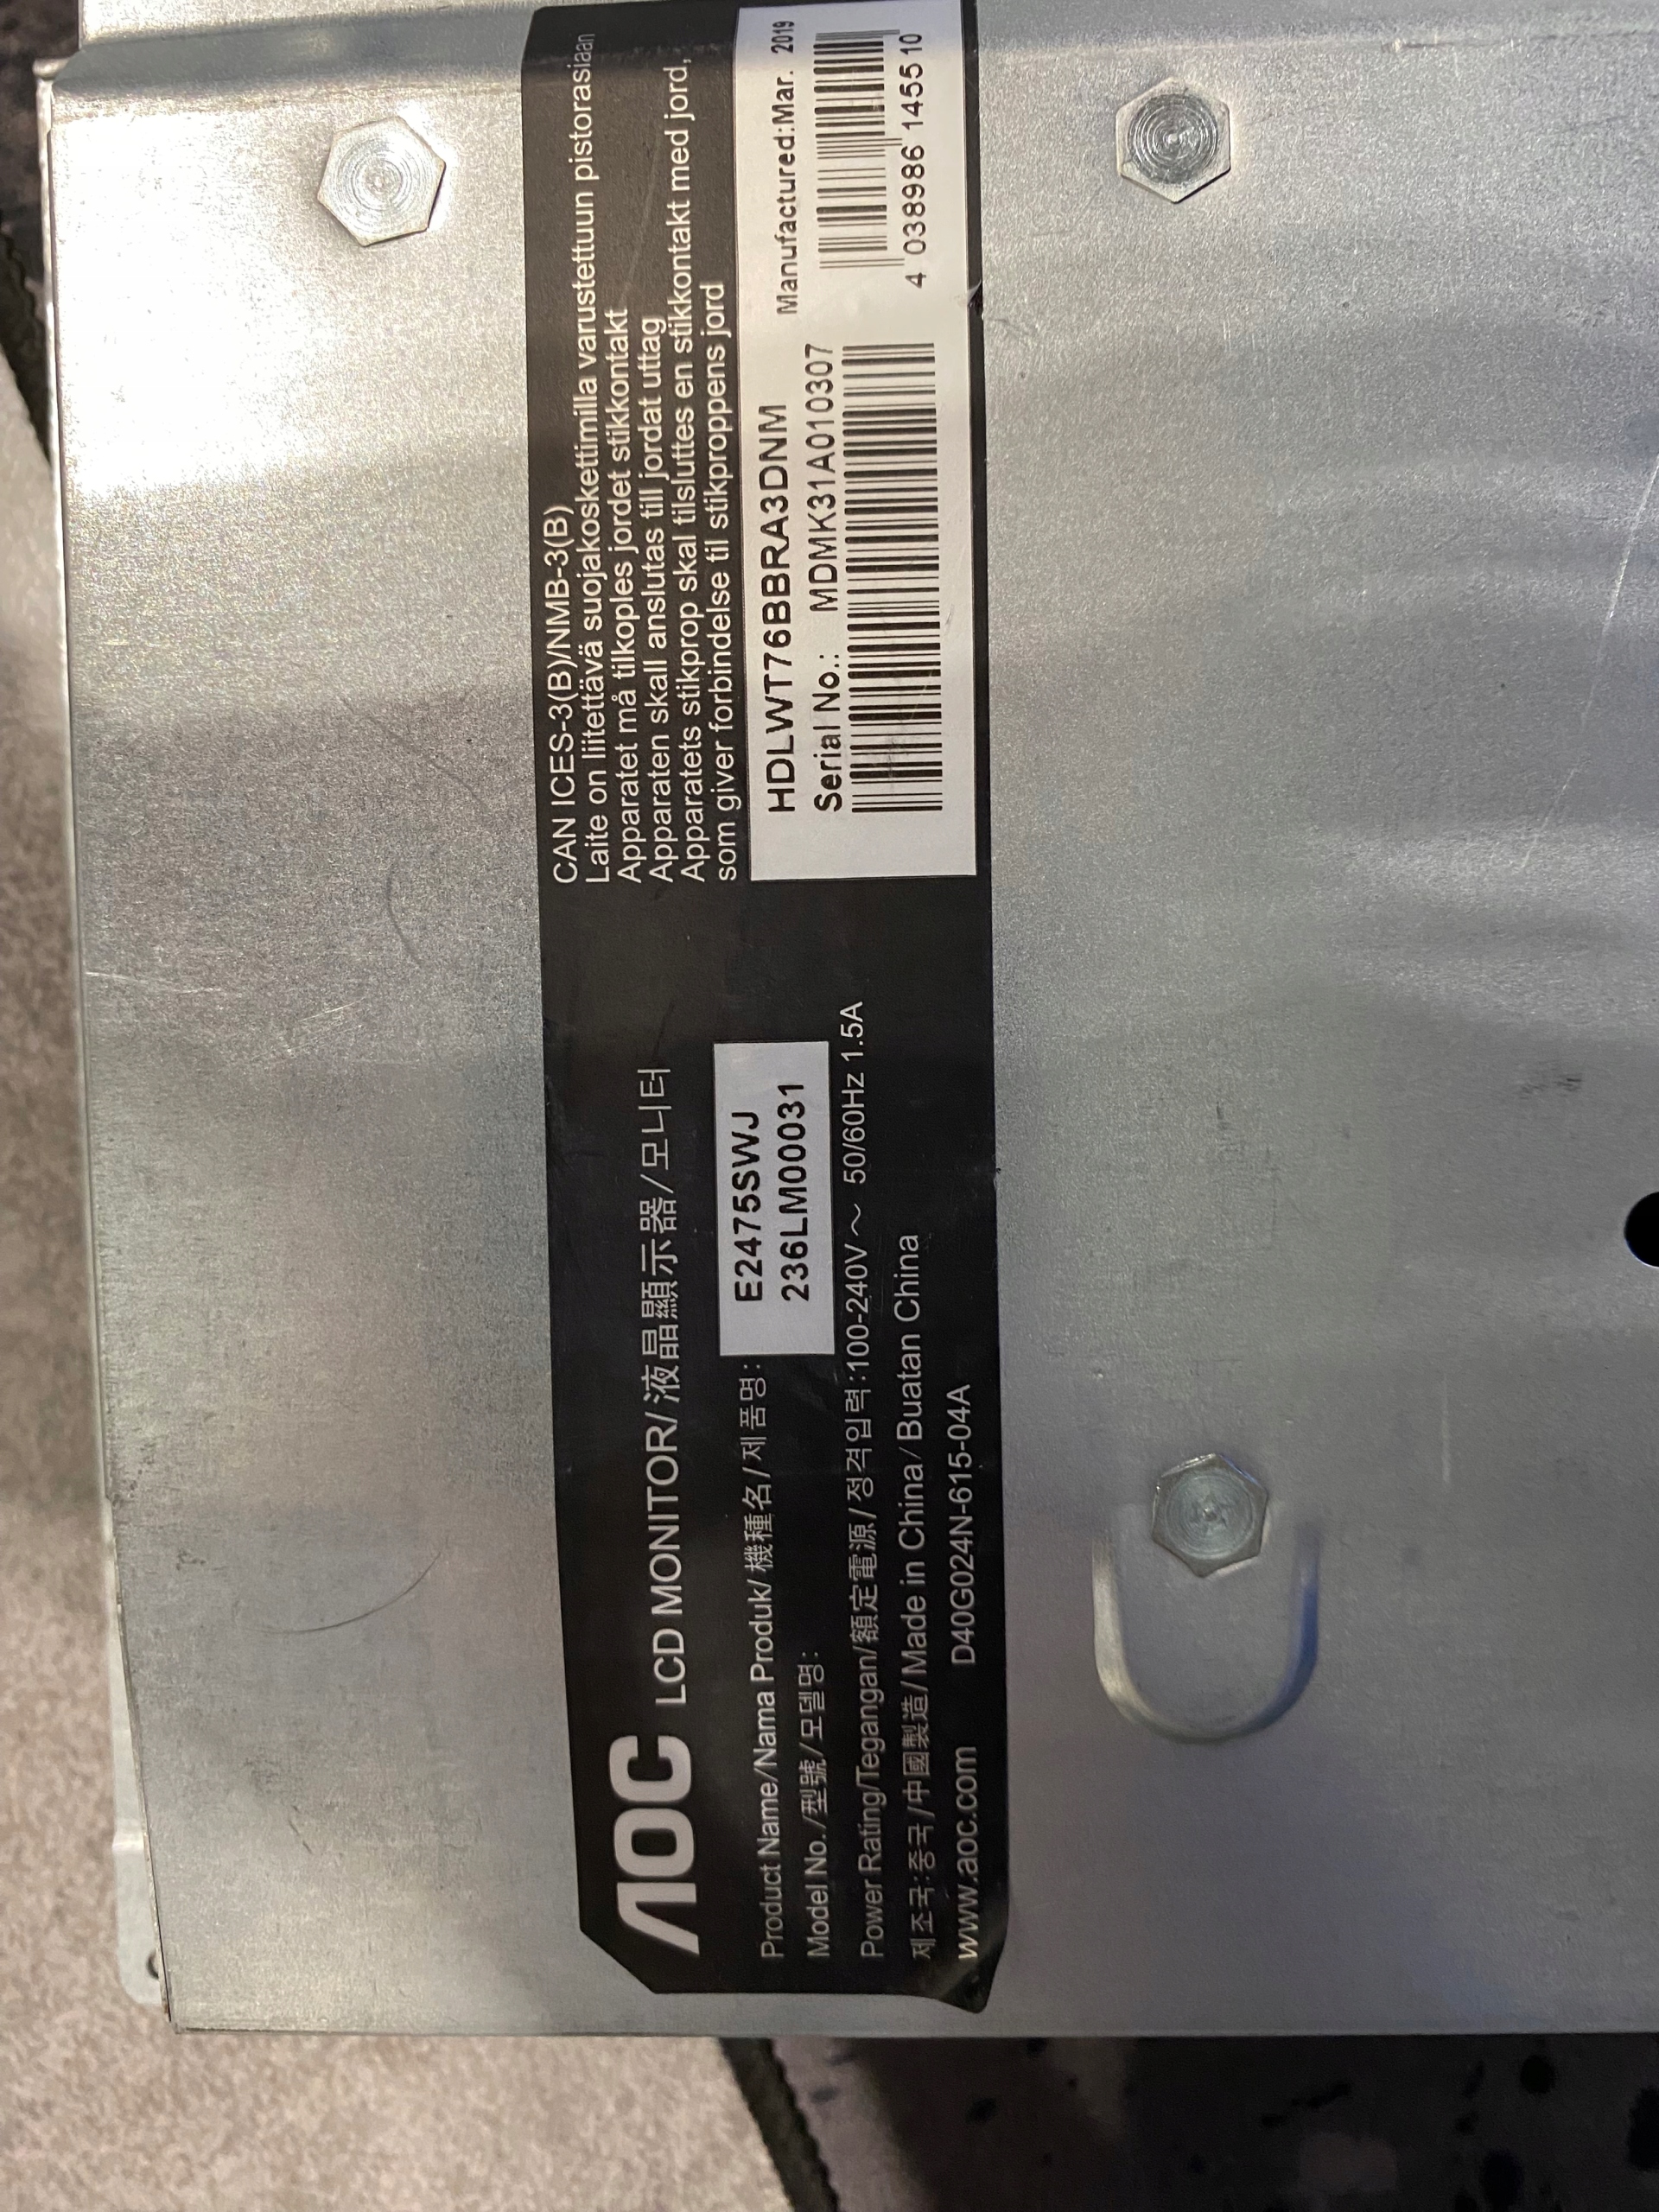 AOC LCD MONITOR/液晶顯示器/모니터
Product Name/Nama Produk/機種名/제품명: E2475SWJ
Model No./型號/모델명: 236LM00031
Power Rating/Tegangan/額定電源/정격입력:100-240V～ 50/60Hz 1.5A
제조국:중국/中國製造/Made in China/Buatan China
www.aoc.com D40G024N-615-04A
CAN ICES-3(B)/NMB-3(B)
Laite on liitettävä suojakoskettimilla varustettuun pistorasiaan
Apparatet må tilkoples jordet stikkontakt
Apparaten skall anslutas till jordat uttag
Apparatets stikprop skal tilsluttes en stikkontakt med jord,
som giver forbindelse til stikproppens jord
HDLWT76BBRA3DNM Manufactured:Mar. 2019
Serial No.: MDMK31A010307
4 038986 145510